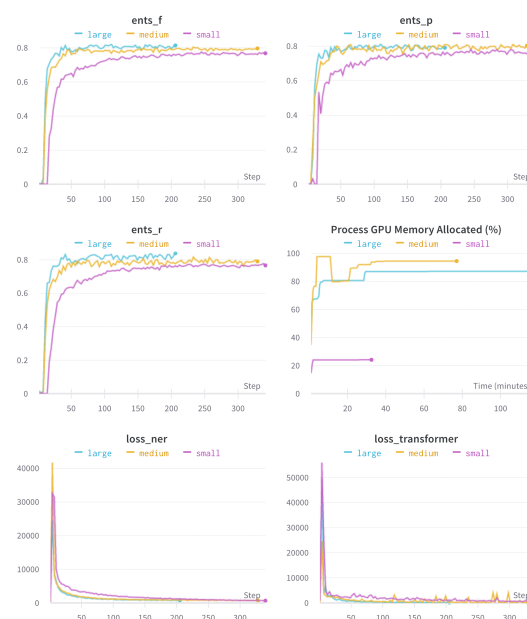 ents_f
large medium small
0.8
0.6
0.4
0.2
0
Step
50 100 150 200 250 300
ents_p
large medium small
0.8
0.6
0.4
0.2
0
Step
50 100 150 200 250 300
ents_r
large medium small
0.8
0.6
0.4
0.2
0
Step
50 100 150 200 250 300
Process GPU Memory Allocated (%)
large medium small
100
80
60
40
20
0
Time (minutes
20 40 60 80 100
loss_ner
large medium small
40000
30000
20000
10000
0
Step
50 100 150 200 250 300
loss_transformer
large medium small
50000
40000
30000
20000
10000
0
Step
50 100 150 200 250 300